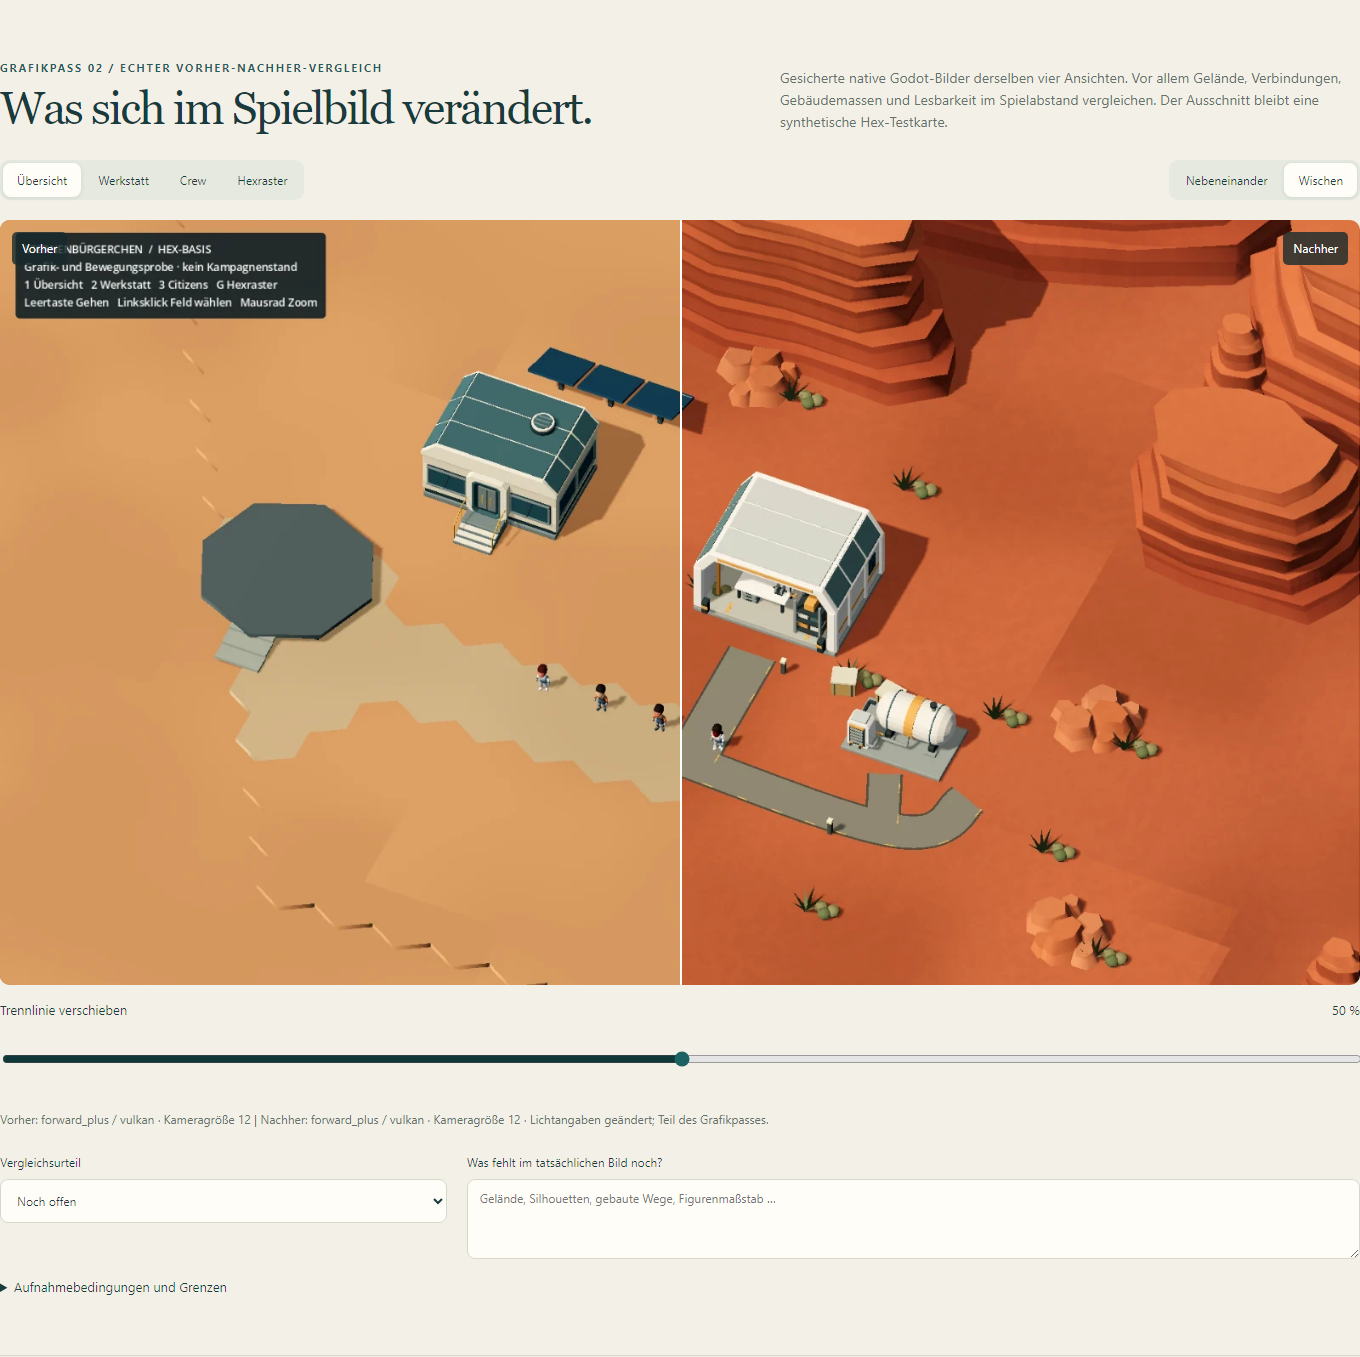 GRAFIKPASS 02 / ECHTER VORHER-NACHHER-VERGLEICH
Was sich im Spielbild verändert.
Gesicherte native Godot-Bilder derselben vier Ansichten. Vor allem Gelände, Verbindungen,
Gebäudemassen und Lesbarkeit im Spielabstand vergleichen. Der Ausschnitt bleibt eine
synthetische Hex-Testkarte.
Übersicht Werkstatt Crew Hexraster
Nebeneinander Wischen
Vorher
NBÜRGERCHEN / HEX-BASIS
Grafik- und Bewegungsprobe · kein Kampagnenstand
1 Übersicht 2 Werkstatt 3 Citizens G Hexraster
Leertaste Gehen Linksklick Feld wählen Mausrad Zoom
Nachher
Trennlinie verschieben
50 %
Vorher: forward_plus / vulkan · Kameragröße 12 | Nachher: forward_plus / vulkan · Kameragröße 12 · Lichtangaben geändert; Teil des Grafikpasses.
Vergleichsurteil
Noch offen
Was fehlt im tatsächlichen Bild noch?
Gelände, Silhouetten, gebaute Wege, Figurenmaßstab ...
Aufnahmebedingungen und Grenzen